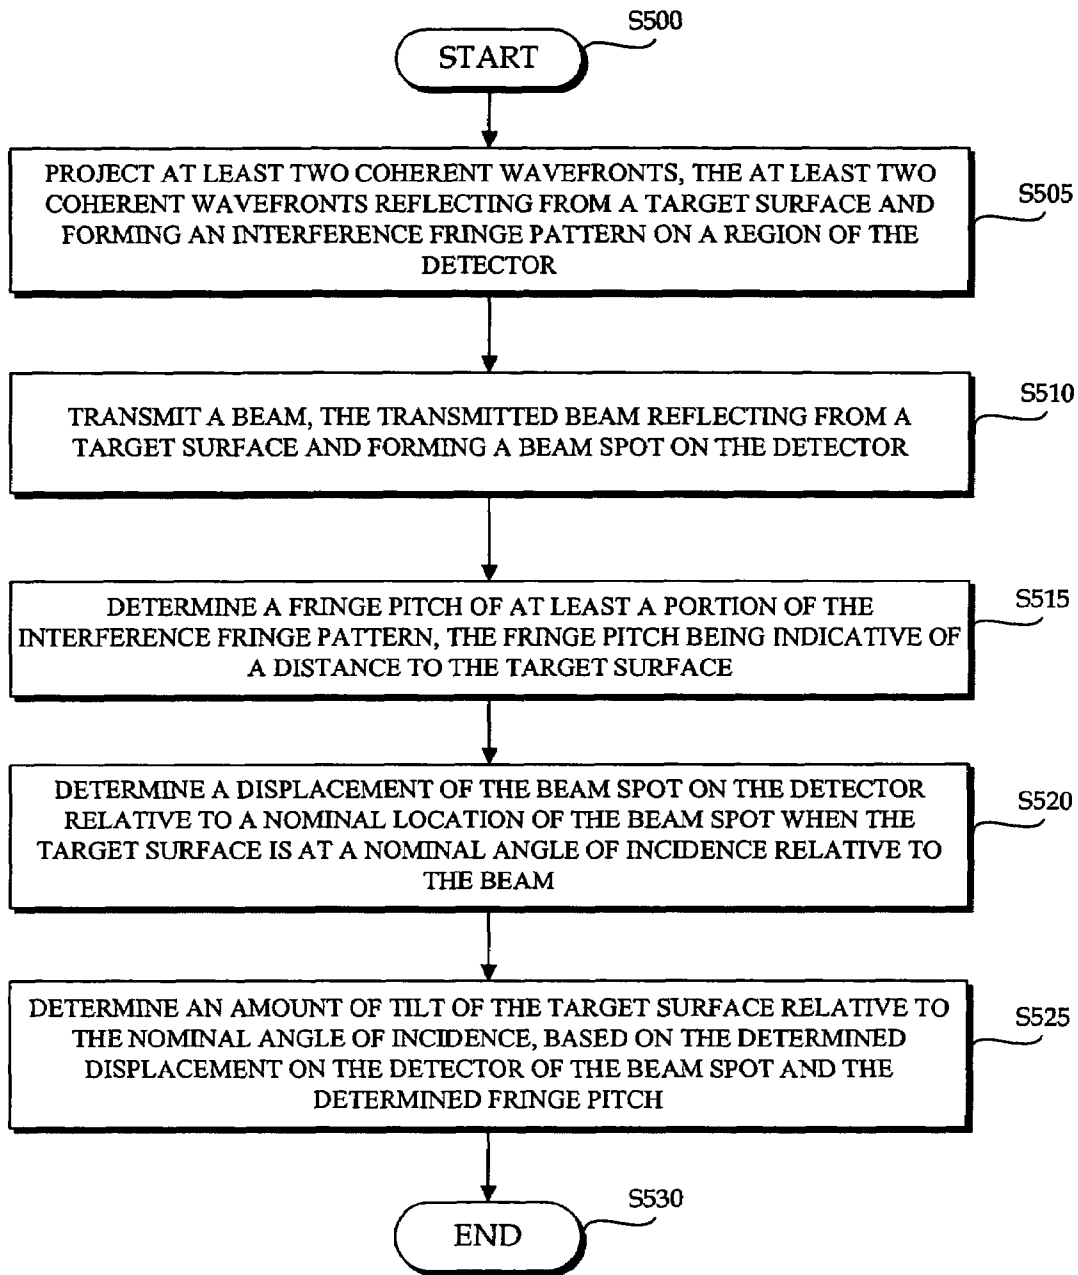 S500
START
PROJECT AT LEAST TWO COHERENT WAVEFRONTS, THE AT LEAST TWO
COHERENT WAVEFRONTS REFLECTING FROM A TARGET SURFACE AND
FORMING AN INTERFERENCE FRINGE PATTERN ON A REGION OF THE
DETECTOR
S505
TRANSMIT A BEAM, THE TRANSMITTED BEAM REFLECTING FROM A
TARGET SURFACE AND FORMING A BEAM SPOT ON THE DETECTOR
S510
DETERMINE A FRINGE PITCH OF AT LEAST A PORTION OF THE
INTERFERENCE FRINGE PATTERN, THE FRINGE PITCH BEING INDICATIVE OF
A DISTANCE TO THE TARGET SURFACE
S515
DETERMINE A DISPLACEMENT OF THE BEAM SPOT ON THE DETECTOR
RELATIVE TO A NOMINAL LOCATION OF THE BEAM SPOT WHEN THE
TARGET SURFACE IS AT A NOMINAL ANGLE OF INCIDENCE RELATIVE TO
THE BEAM
S520
DETERMINE AN AMOUNT OF TILT OF THE TARGET SURFACE RELATIVE TO
THE NOMINAL ANGLE OF INCIDENCE, BASED ON THE DETERMINED
DISPLACEMENT ON THE DETECTOR OF THE BEAM SPOT AND THE
DETERMINED FRINGE PITCH
S525
S530
END